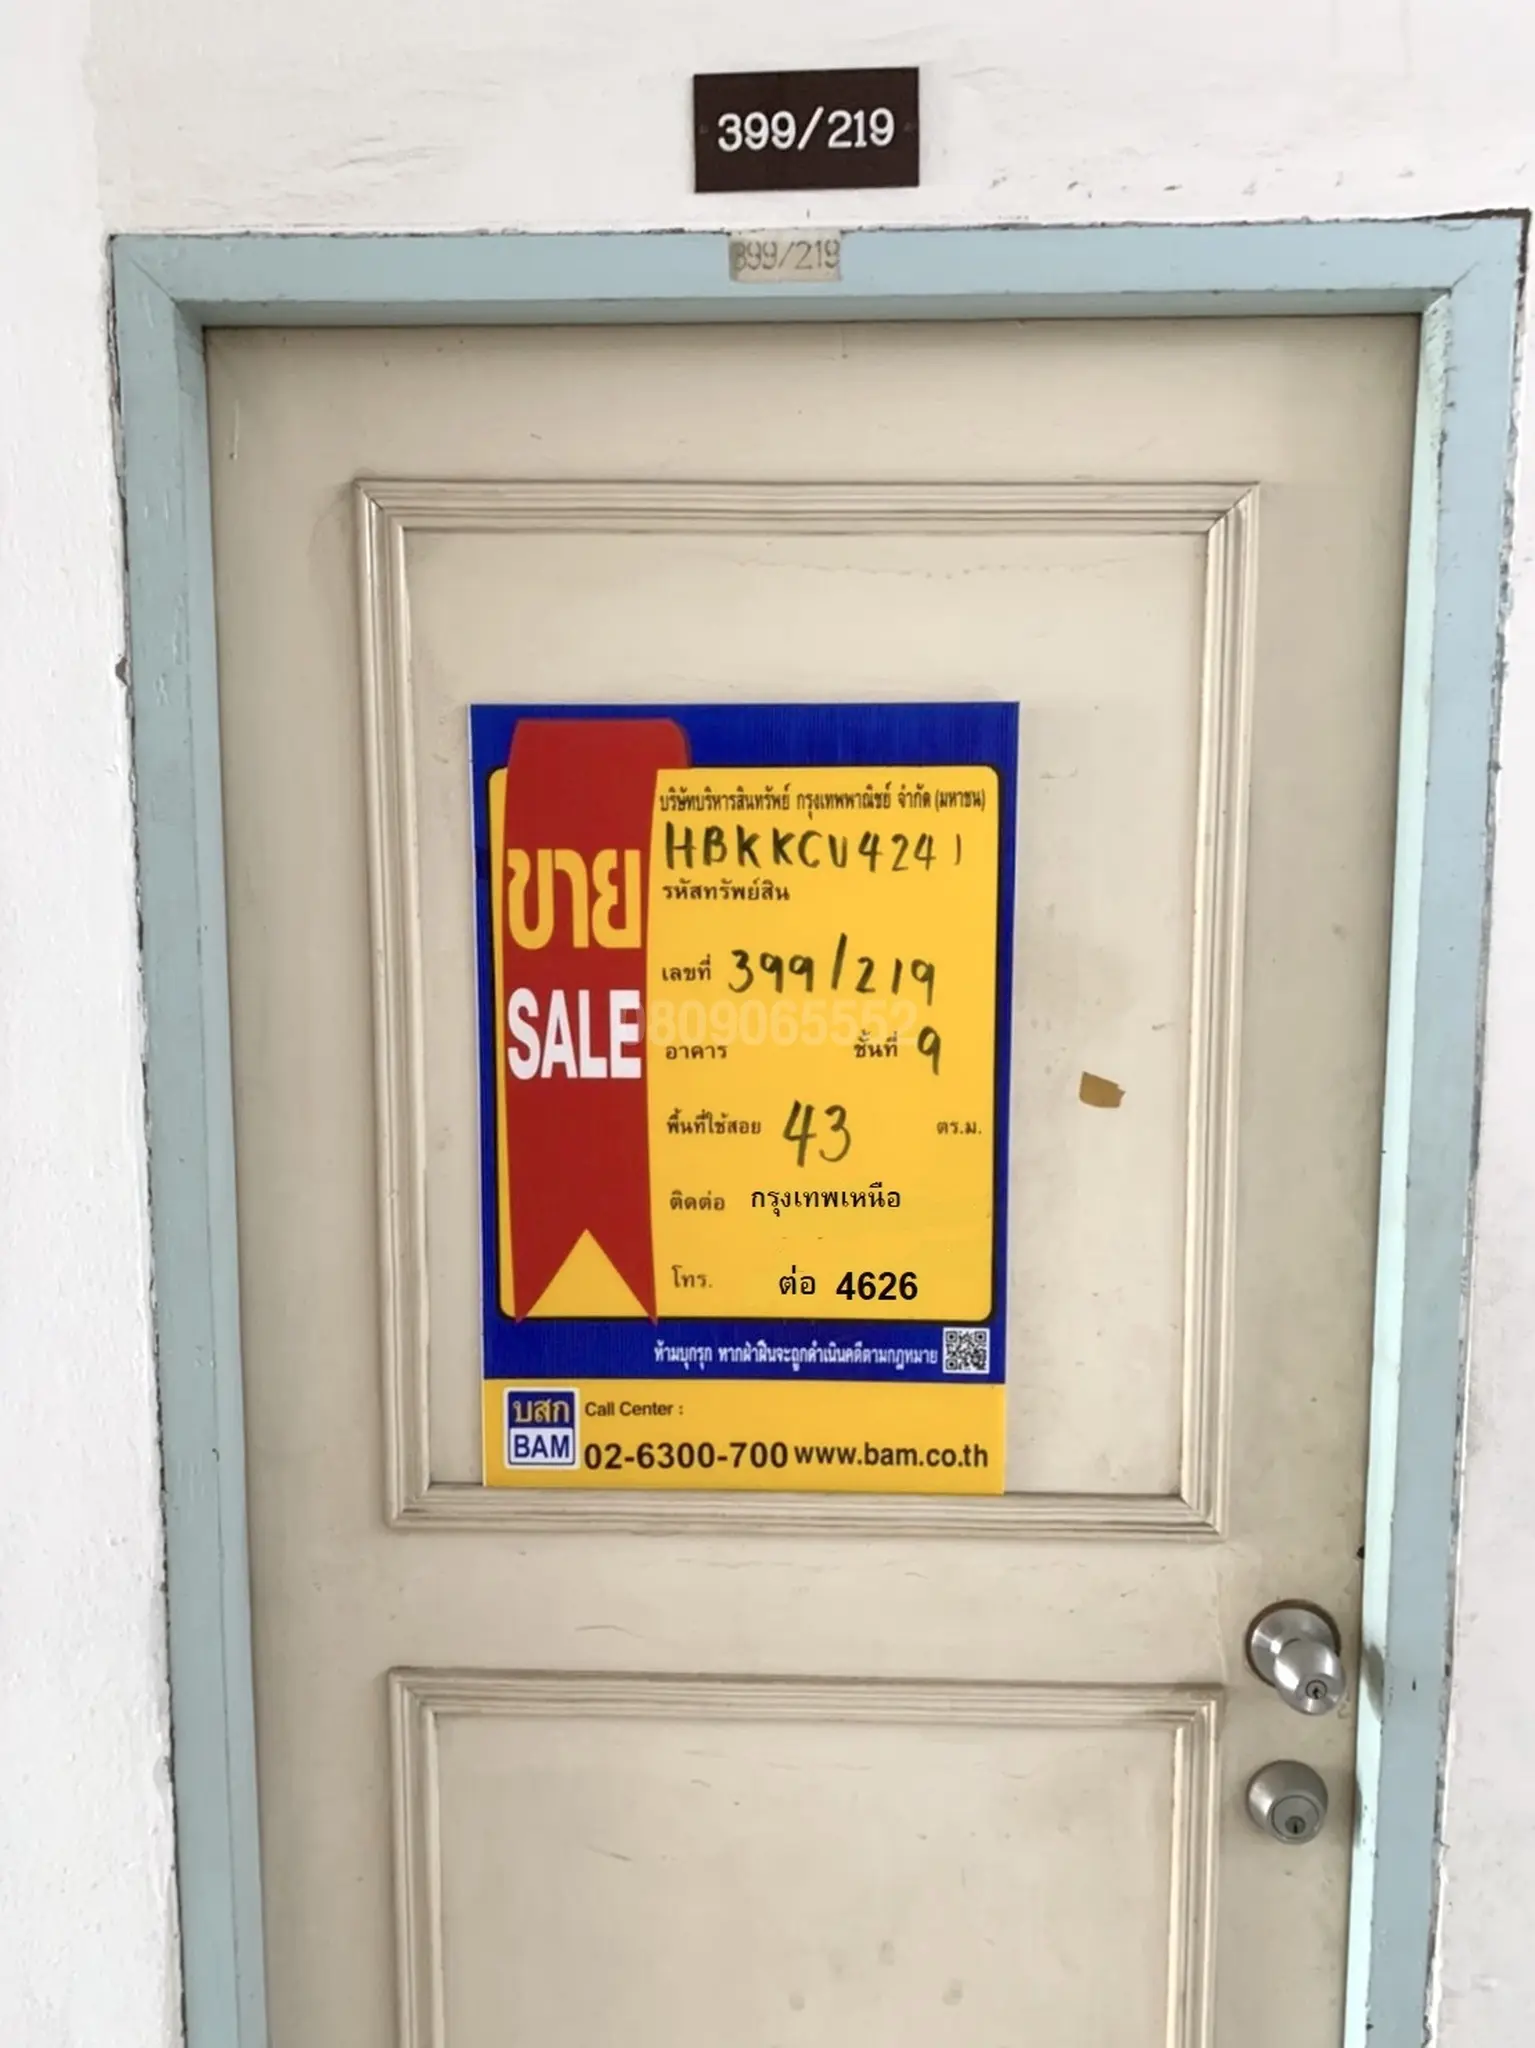 399/219
399/219
บริษัทบริหารสินทรัพย์ กรุงเทพพาณิชย์ จำกัด (มหาชน)
HBKKCU4241
รหัสทรัพย์สิน
ขาย
SALE
เลขที่ 399/219
0809065552
อาคาร ชั้นที่ 9
พื้นที่ใช้สอย 43 ตร.ม.
ติดต่อ กรุงเทพเหนือ
โทร. ต่อ 4626
ห้ามบุกรุก หากฝ่าฝืนจะถูกดำเนินคดีตามกฎหมาย
บสก
BAM
Call Center :
02-6300-700 www.bam.co.th